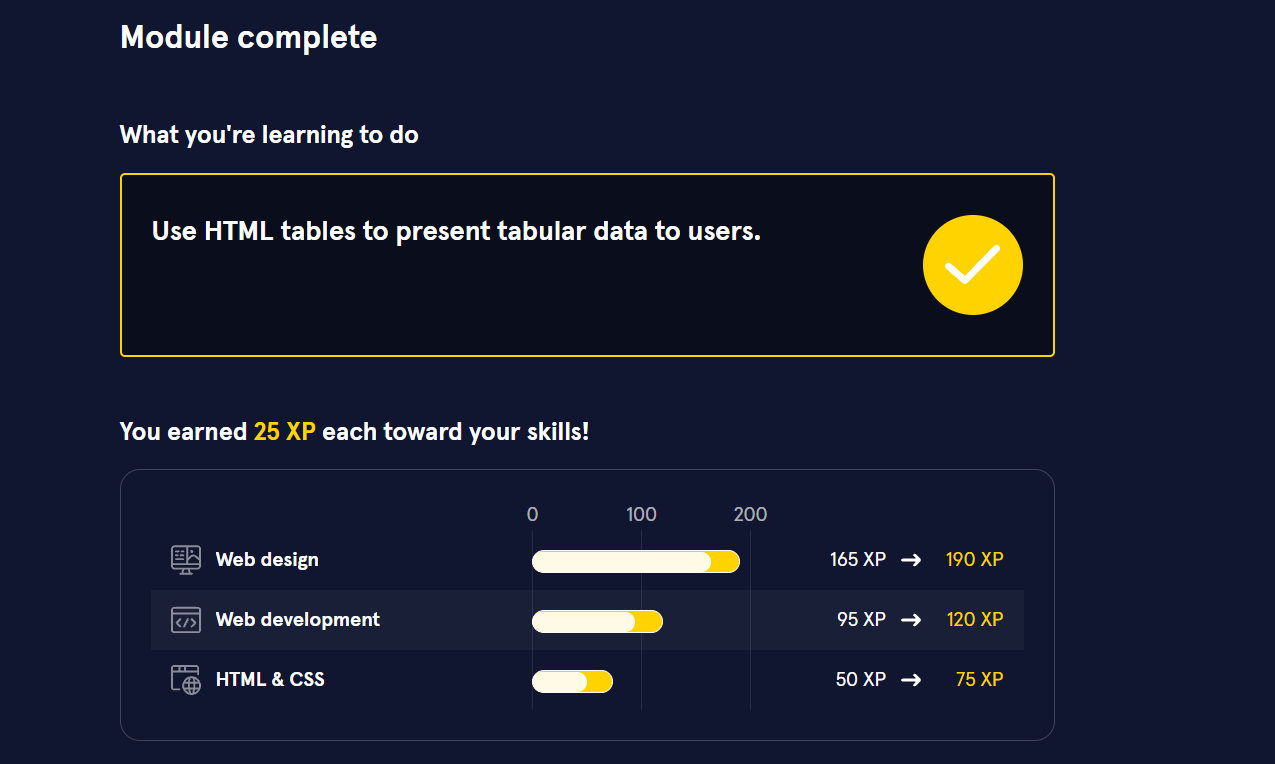 Module complete
What you're learning to do
Use HTML tables to present tabular data to users.
You earned 25 XP each toward your skills!
0 100 200
Web design 165 XP → 190 XP
Web development 95 XP → 120 XP
HTML & CSS 50 XP → 75 XP